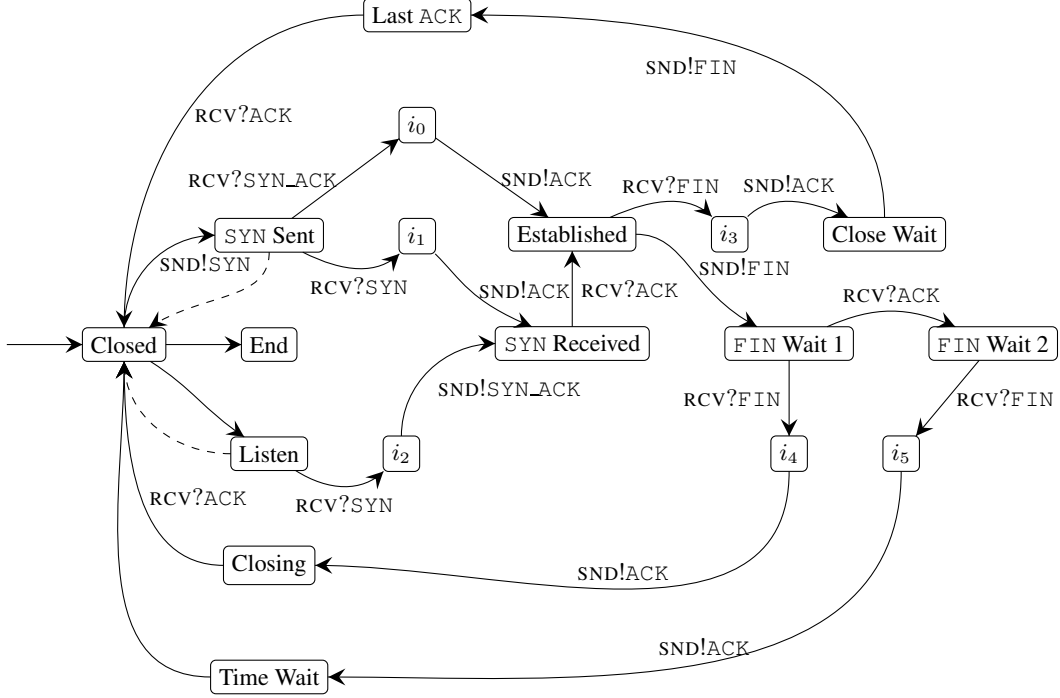 Last ACK
SND!FIN
RCV?ACK
i0
RCV?SYN_ACK
SND!ACK
RCV?FIN
SND!ACK
SYN Sent
i1
Established
i3
Close Wait
SND!SYN
RCV?SYN
SND!ACK
RCV?ACK
SND!FIN
RCV?ACK
Closed
End
SYN Received
FIN Wait 1
FIN Wait 2
SND!SYN_ACK
RCV?FIN
RCV?FIN
Listen
i2
i4
i5
RCV?ACK
RCV?SYN
Closing
SND!ACK
SND!ACK
Time Wait